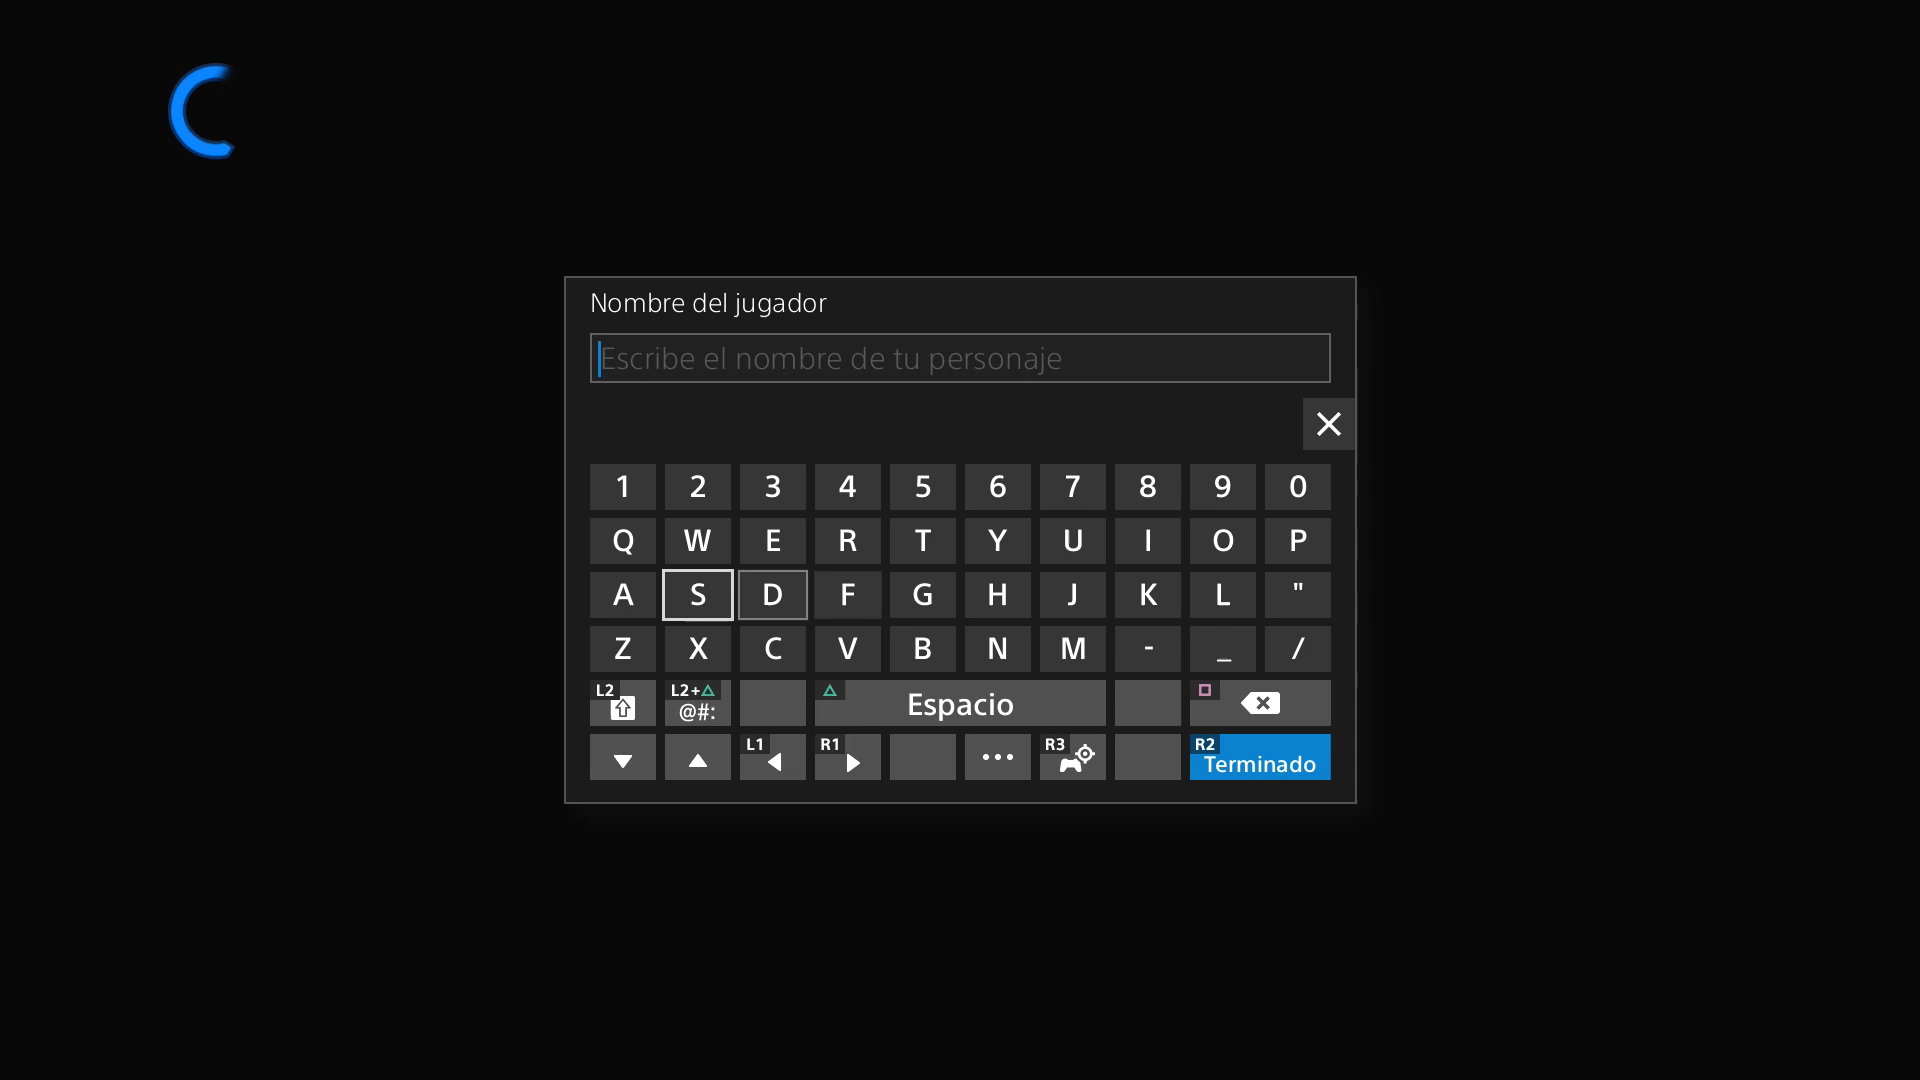 Nombre del jugador
Escribe el nombre de tu personaje
1 2 3 4 5 6 7 8 9 0
Q W E R T Y U I O P
A S D F G H J K L "
Z X C V B N M - _ /
L2 L2+△ @#: △ Espacio
L1 R1 ... R3 R2 Terminado